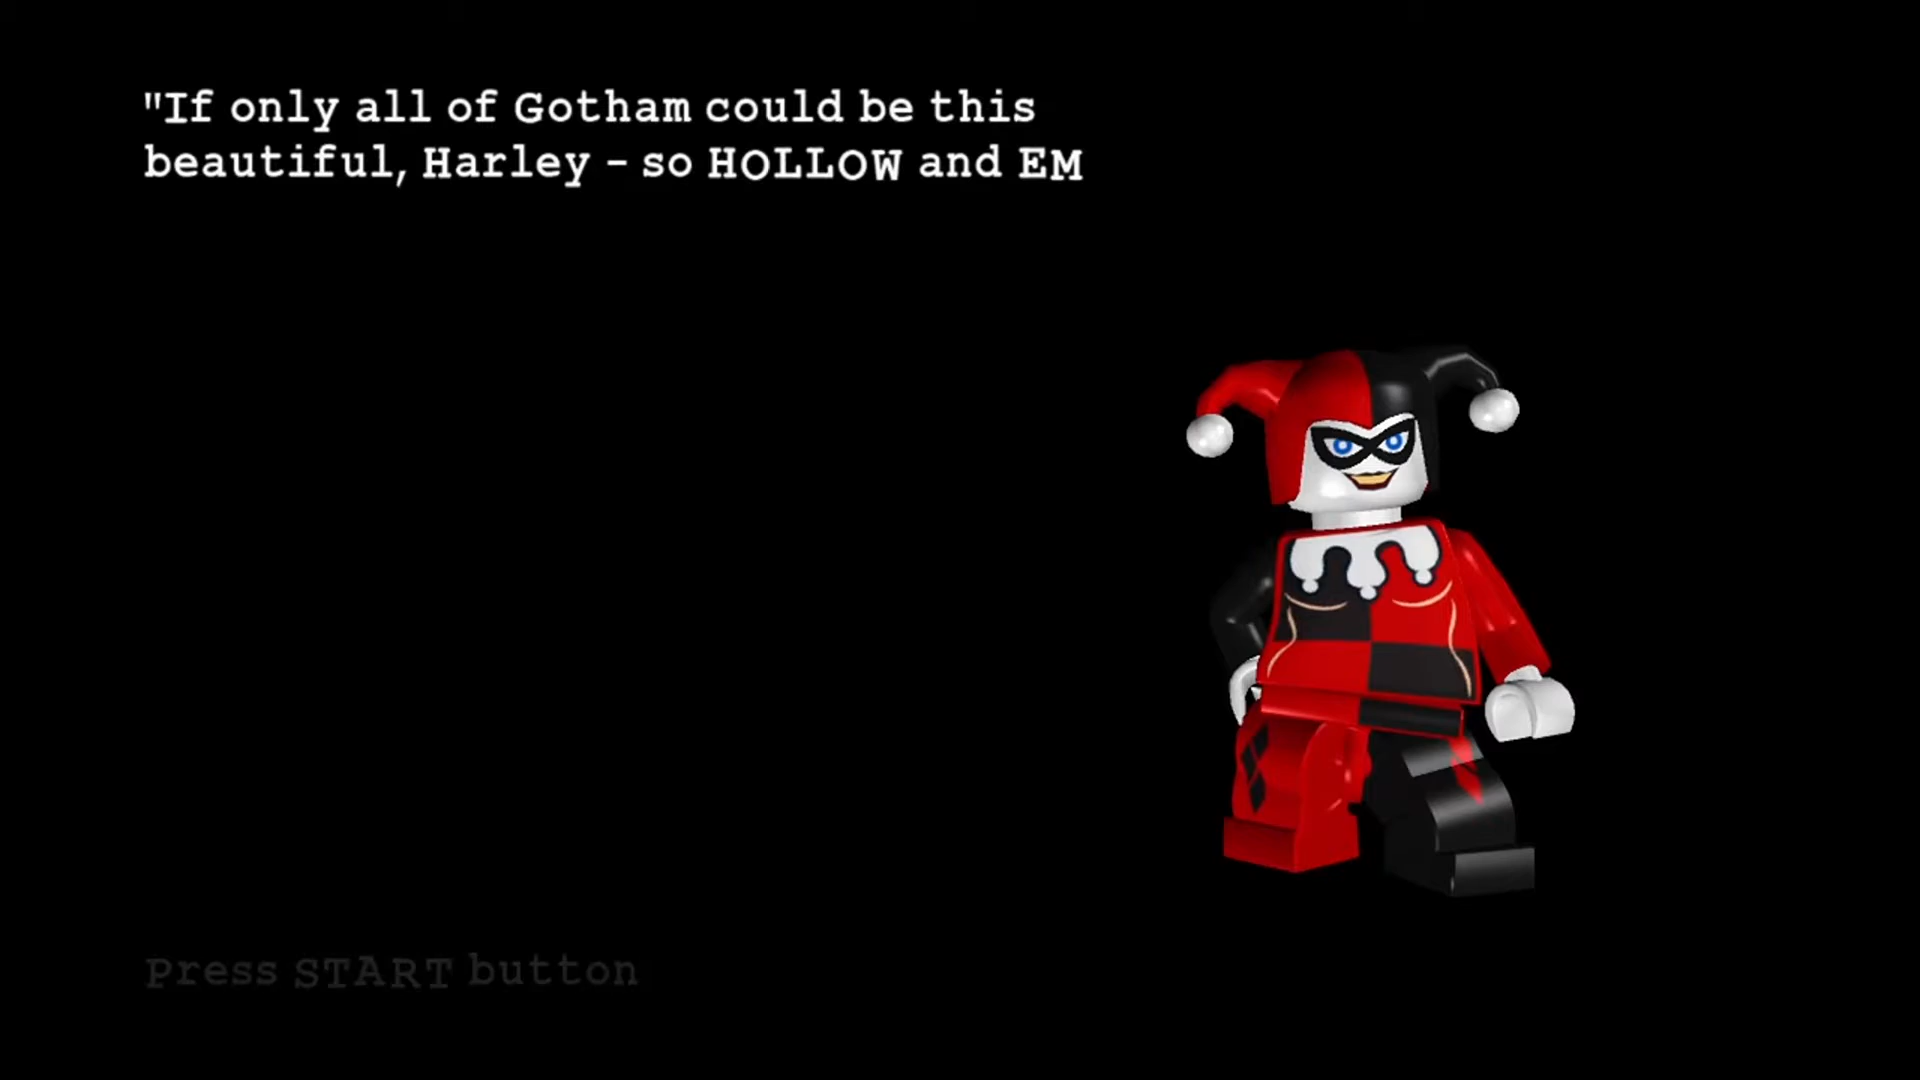 "If only all of Gotham could be this
beautiful, Harley - so HOLLOW and EM
Press START button